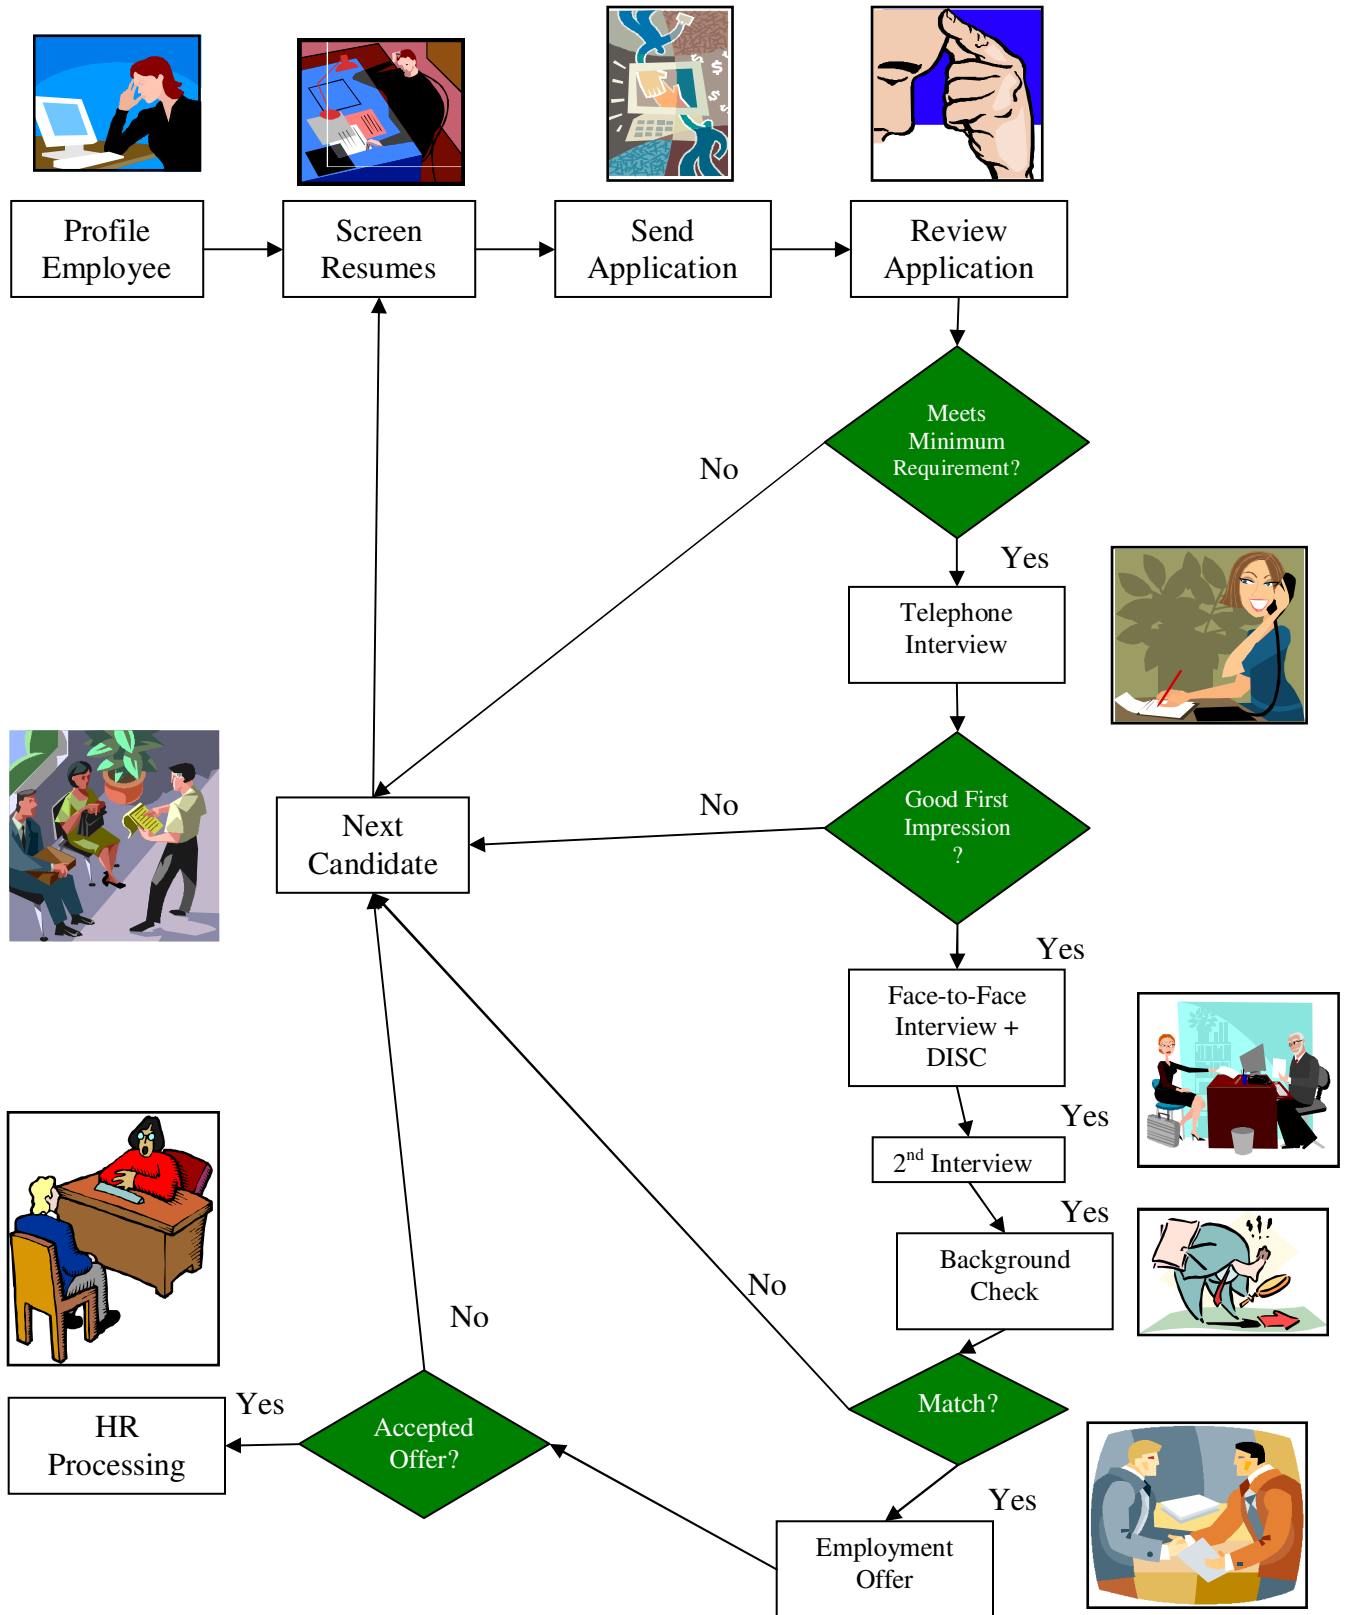 Profile
Employee
Screen
Resumes
Send
Application
Review
Application
Meets
Minimum
Requirement?
No
Yes
Telephone
Interview
Good First
Impression
?
No
Next
Candidate
Yes
Face-to-Face
Interview +
DISC
Yes
2nd Interview
Yes
Background
Check
No
No
Match?
Yes
HR
Processing
Accepted
Offer?
Yes
Employment
Offer
$
$
$